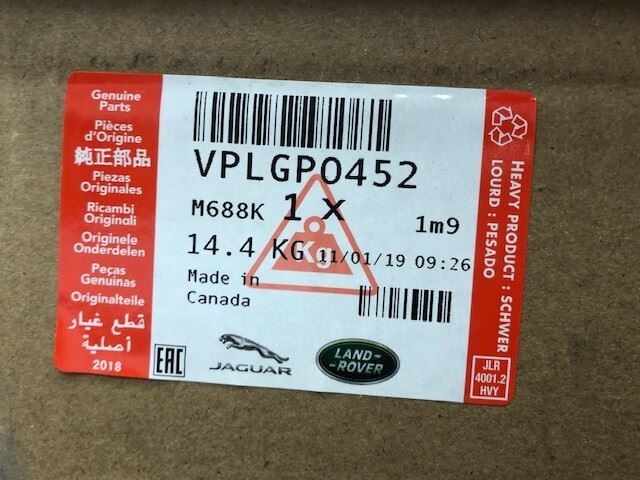 Genuine
Parts
Pièces
d'Origine
純正部品
Piezas
Originales
Ricambi
Originali
Originele
Onderdelen
Peças
Genuinas
Originalteile
قطع غيار
أصلية
2018
VPLGP0452
M688K 1 X 1m9
14.4 KG 11/01/19 09:26
KG
Made in
Canada
EAC
JAGUAR
LAND-
-ROVER
HEAVY PRODUCT : SCHWER
LOURD : PESADO
JLR
4001.2
HVY